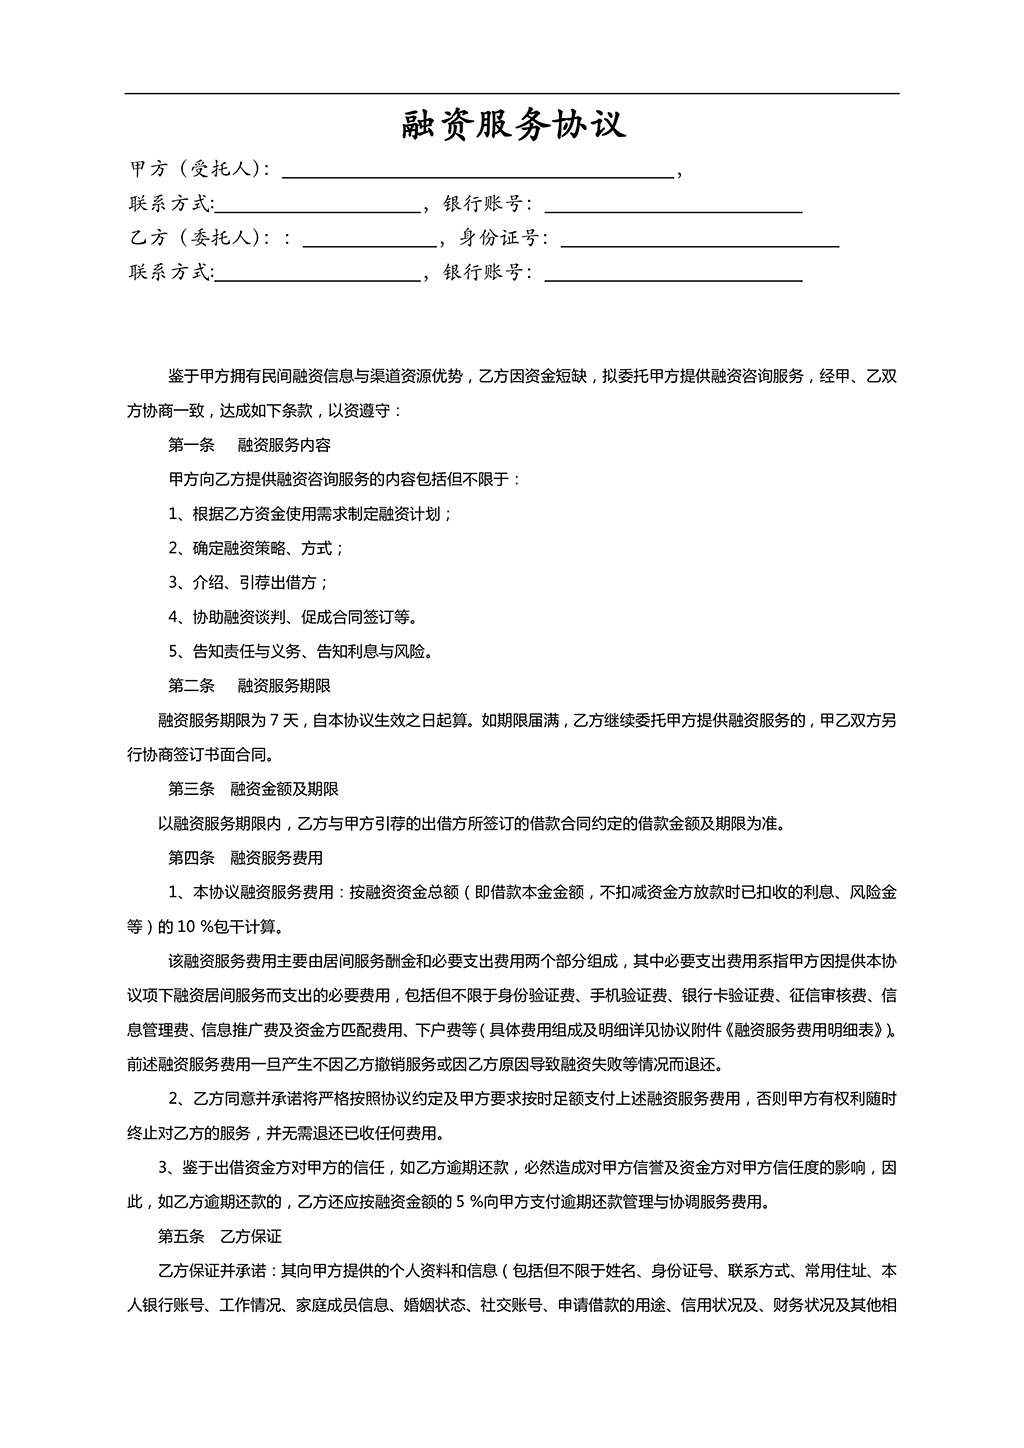 融资服务协议
甲方（受托人）：____________________，
联系方式:____________________，银行账号：____________________
乙方（委托人）：：____________，身份证号：____________________
联系方式:____________________，银行账号：____________________
鉴于甲方拥有民间融资信息与渠道资源优势，乙方因资金短缺，拟委托甲方提供融资咨询服务，经甲、乙双
方协商一致，达成如下条款，以资遵守：
第一条 融资服务内容
甲方向乙方提供融资咨询服务的内容包括但不限于：
1、根据乙方资金使用需求制定融资计划；
2、确定融资策略、方式；
3、介绍、引荐出借方；
4、协助融资谈判、促成合同签订等。
5、告知责任与义务、告知利息与风险。
第二条 融资服务期限
融资服务期限为 7 天，自本协议生效之日起算。如期限届满，乙方继续委托甲方提供融资服务的，甲乙双方另
行协商签订书面合同。
第三条 融资金额及期限
以融资服务期限内，乙方与甲方引荐的出借方所签订的借款合同约定的借款金额及期限为准。
第四条 融资服务费用
1、本协议融资服务费用：按融资资金总额（即借款本金金额，不扣减资金方放款时已扣收的利息、风险金
等）的 10 %包干计算。
该融资服务费用主要由居间服务酬金和必要支出费用两个部分组成，其中必要支出费用系指甲方因提供本协
议项下融资居间服务而支出的必要费用，包括但不限于身份验证费、手机验证费、银行卡验证费、征信审核费、信
息管理费、信息推广费及资金方匹配费用、下户费等（具体费用组成及明细详见协议附件《融资服务费用明细表》）。
前述融资服务费用一旦产生不因乙方撤销服务或因乙方原因导致融资失败等情况而退还。
2、乙方同意并承诺将严格按照协议约定及甲方要求按时足额支付上述融资服务费用，否则甲方有权利随时
终止对乙方的服务，并无需退还已收任何费用。
3、鉴于出借资金方对甲方的信任，如乙方逾期还款，必然造成对甲方信誉及资金方对甲方信任度的影响，因
此，如乙方逾期还款的，乙方还应按融资金额的 5 %向甲方支付逾期还款管理与协调服务费用。
第五条 乙方保证
乙方保证并承诺：其向甲方提供的个人资料和信息（包括但不限于姓名、身份证号、联系方式、常用住址、本
人银行账号、工作情况、家庭成员信息、婚姻状态、社交账号、申请借款的用途、信用状况及、财务状况及其他相